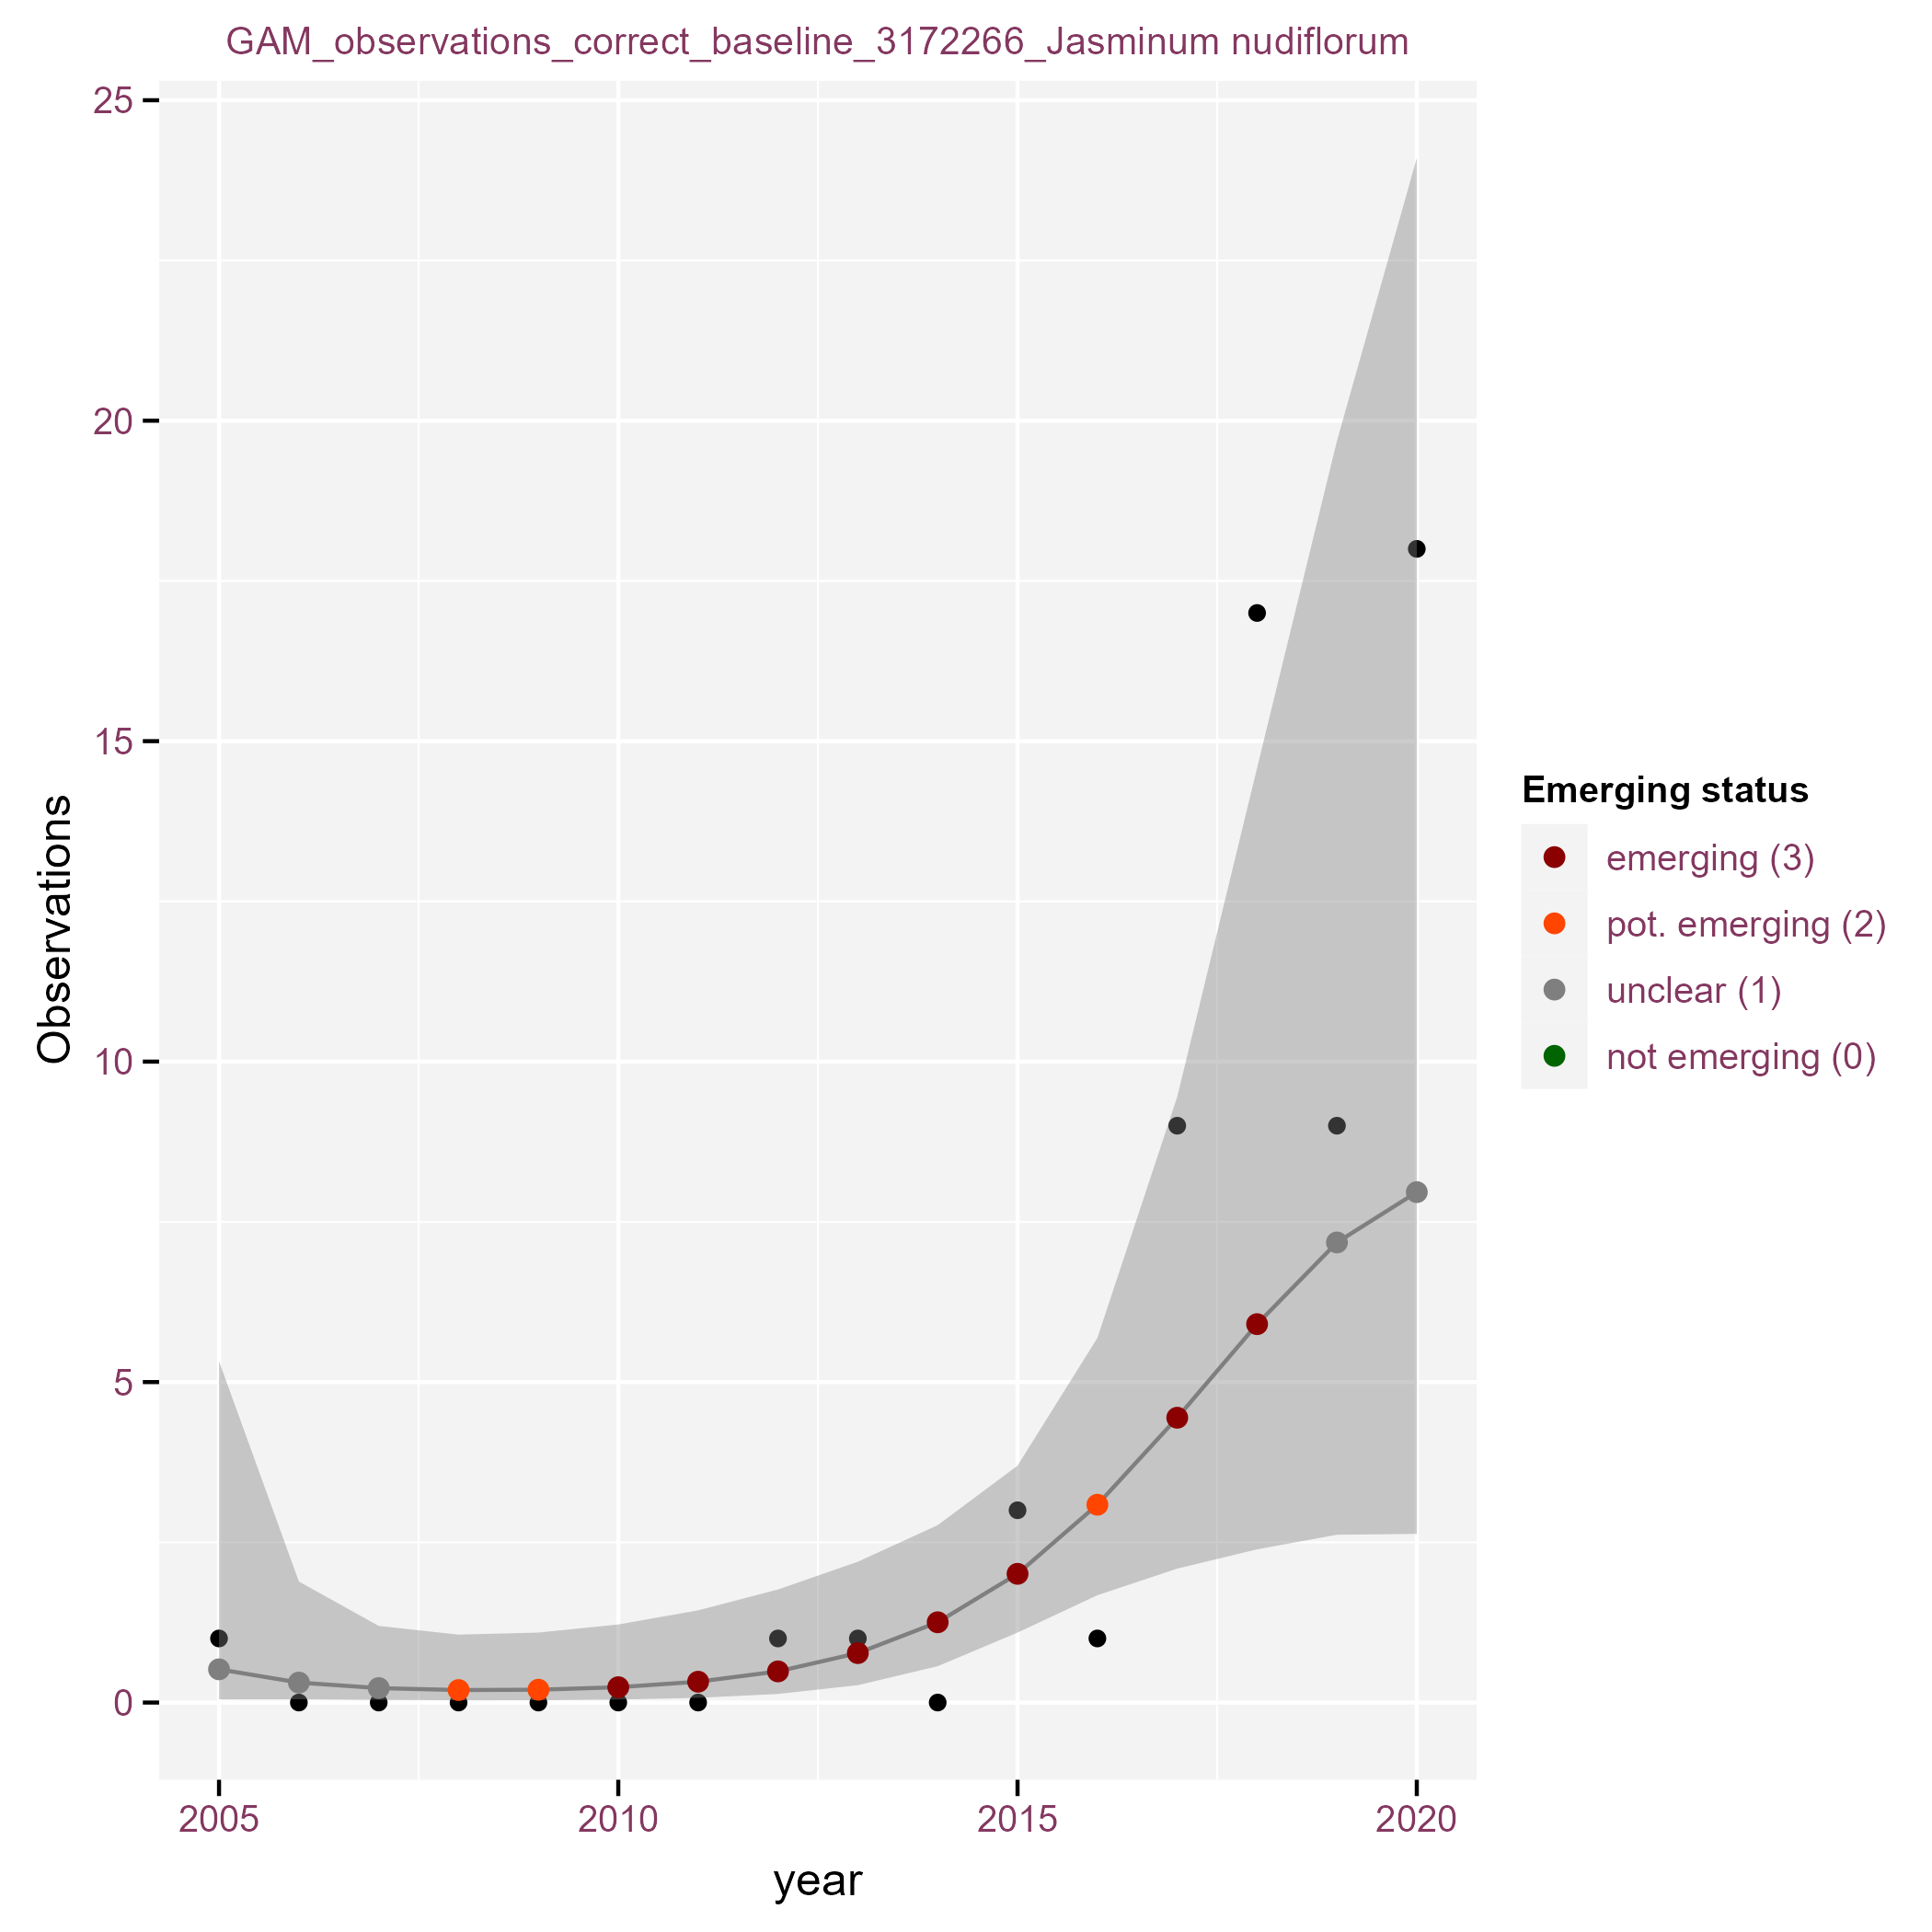 GAM_observations_correct_baseline_3172266_Jasminum nudiflorum
25
20
15
10
5
0
Observations
2005 2010 2015 2020
year
Emerging status
emerging (3)
pot. emerging (2)
unclear (1)
not emerging (0)